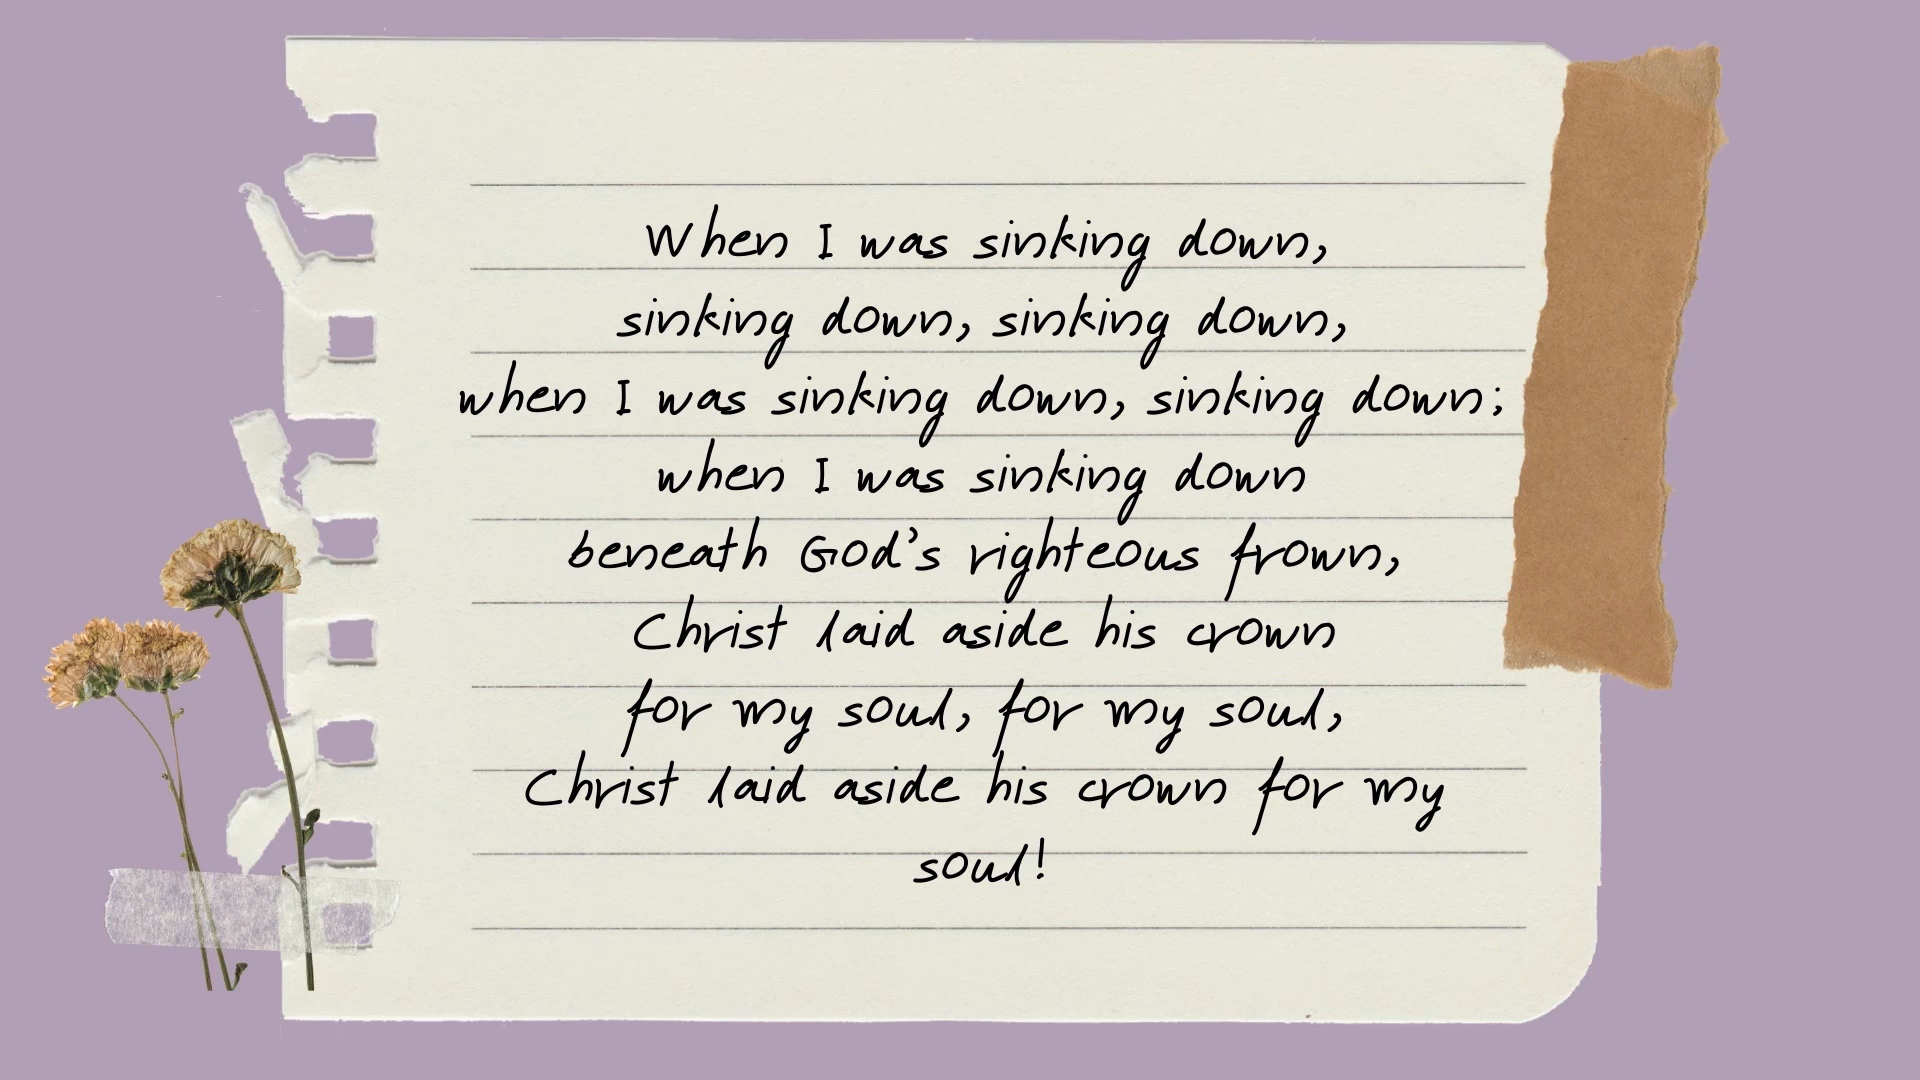 When I was sinking down,
sinking down, sinking down,
when I was sinking down, sinking down;
when I was sinking down
beneath God's righteous frown,
Christ laid aside his crown
for my soul, for my soul,
Christ laid aside his crown for my
soul!